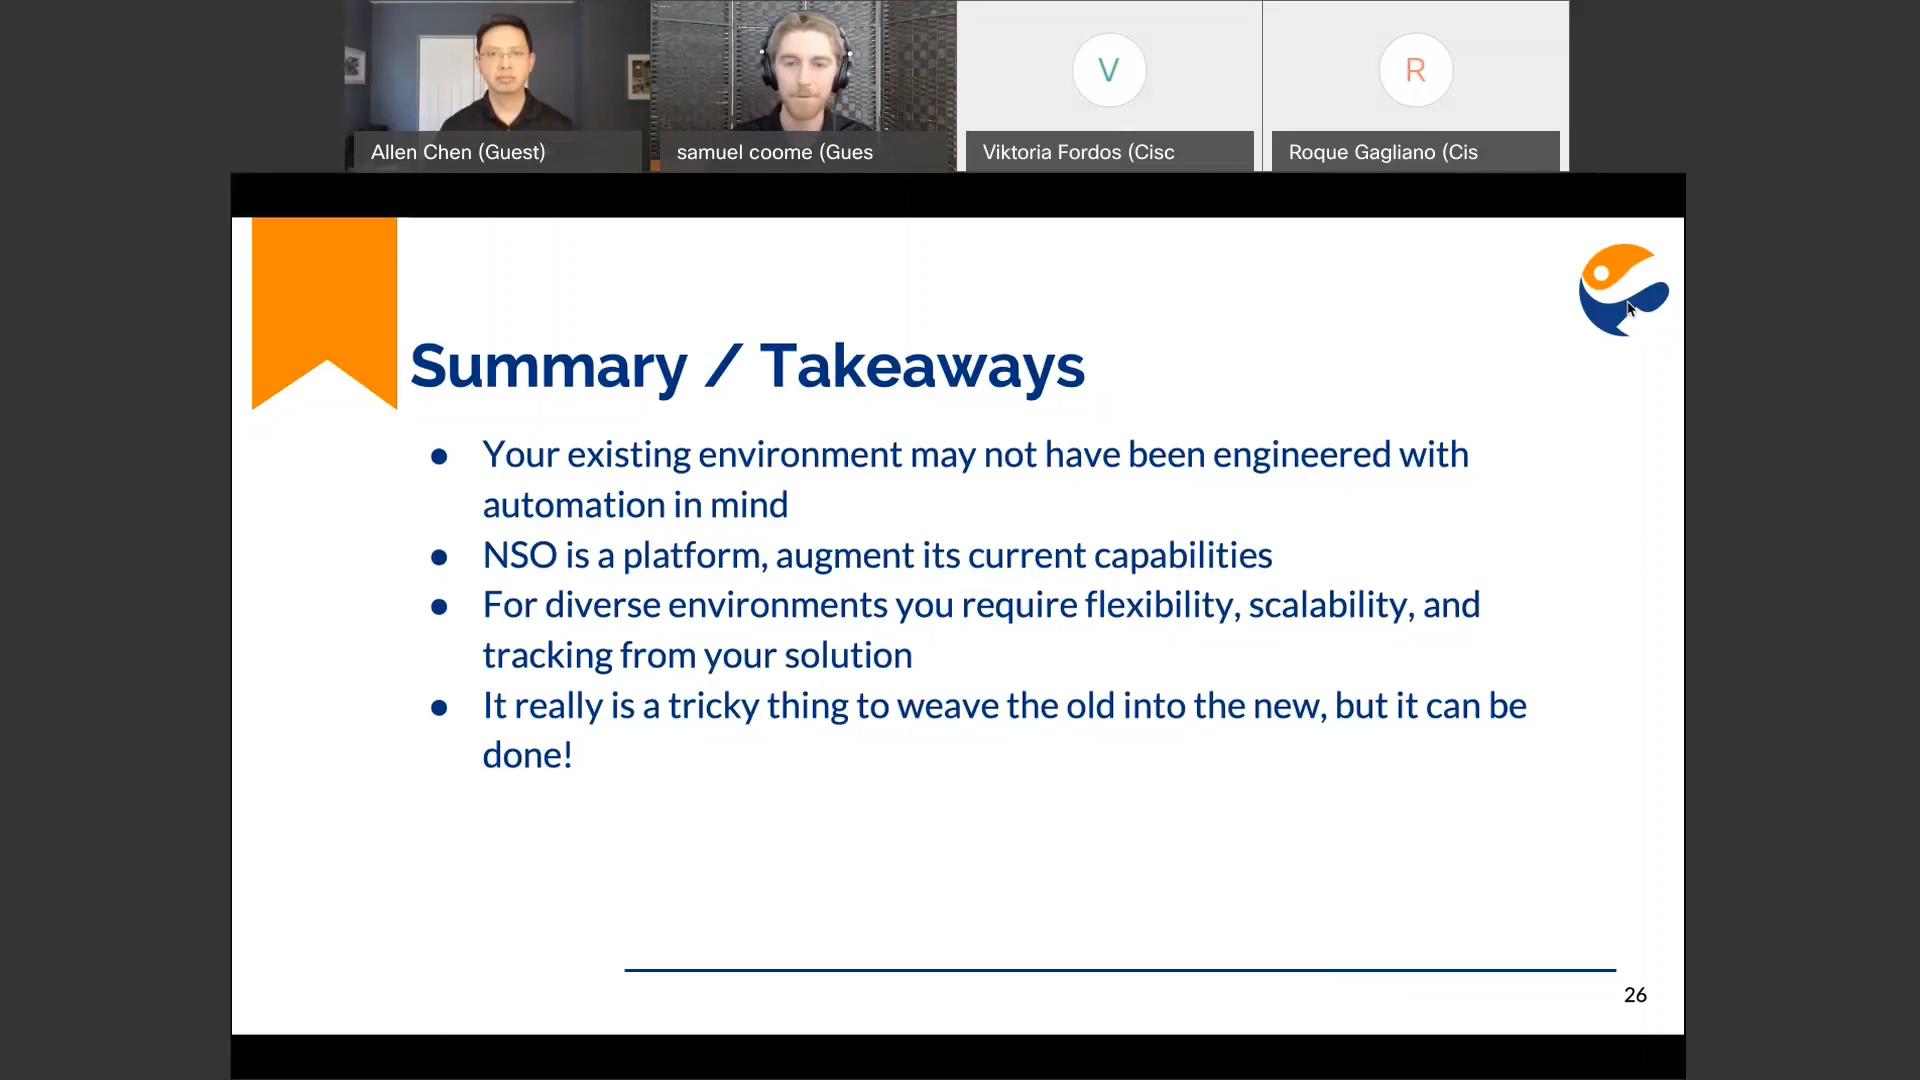 Allen Chen (Guest)
samuel coome (Gues
V
Viktoria Fordos (Cisc
R
Roque Gagliano (Cis
Summary / Takeaways
● Your existing environment may not have been engineered with
automation in mind
● NSO is a platform, augment its current capabilities
● For diverse environments you require flexibility, scalability, and
tracking from your solution
● It really is a tricky thing to weave the old into the new, but it can be
done!
26